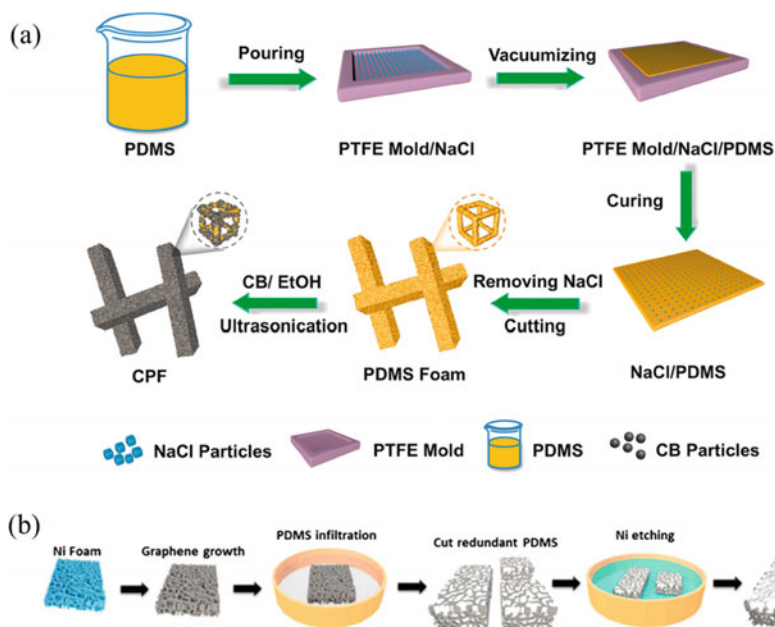 (a)
Pouring
Vacuumizing
PDMS
PTFE Mold/NaCl
PTFE Mold/NaCl/PDMS
Curing
CB/ EtOH
Ultrasonication
Removing NaCl
Cutting
CPF
PDMS Foam
NaCl/PDMS
NaCl Particles
PTFE Mold
PDMS
CB Particles
(b)
Ni Foam
Graphene growth
PDMS infiltration
Cut redundant PDMS
Ni etching